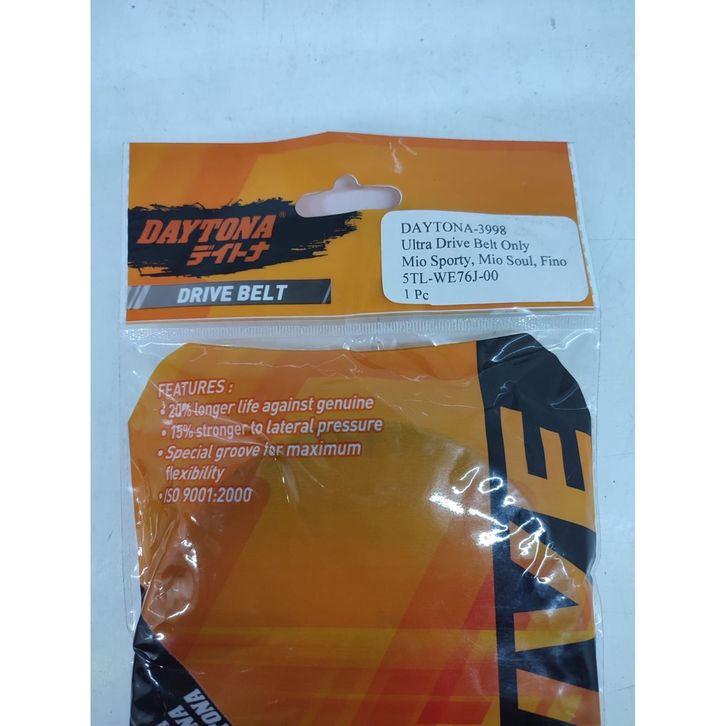 DAYTONA®
デイトナ
DRIVE BELT
DAYTONA-3998
Ultra Drive Belt Only
Mio Sporty, Mio Soul, Fino
5TL-WE76J-00
1 Pc
FEATURES :
• 20% longer life against genuine
• 15% stronger to lateral pressure
• Special groove for maximum
flexibility
• ISO 9001:2000